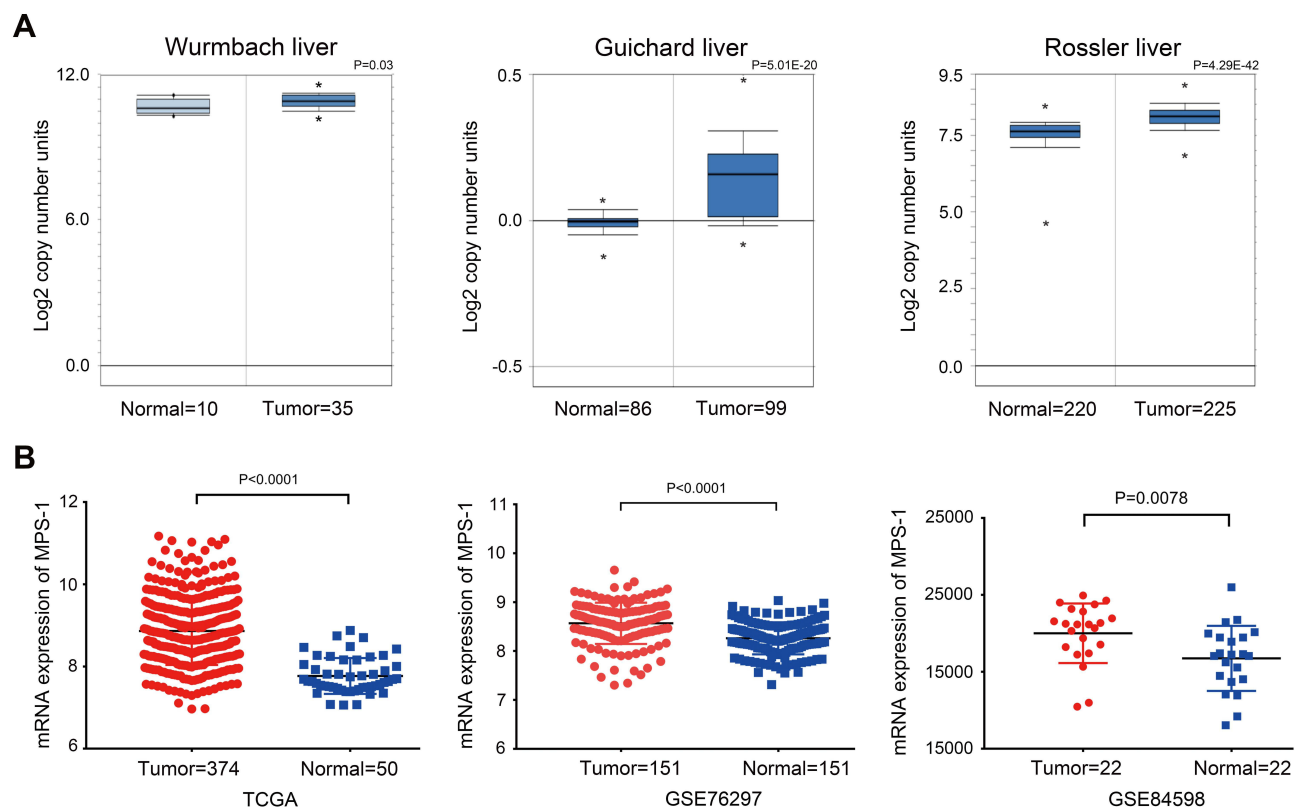 A
Wurmbach liver
P=0.03
Log2 copy number units
12.0
6.0
0.0
Normal=10
Tumor=35
Guichard liver
P=5.01E-20
Log2 copy number units
0.5
0.0
-0.5
Normal=86
Tumor=99
Rossler liver
P=4.29E-42
Log2 copy number units
9.5
7.5
5.0
2.5
0.0
Normal=220
Tumor=225
B
P<0.0001
mRNA expression of MPS-1
12
10
8
6
Tumor=374
Normal=50
TCGA
P<0.0001
mRNA expression of MPS-1
11
10
9
8
7
6
Tumor=151
Normal=151
GSE76297
P=0.0078
mRNA expression of MPS-1
25000
25000
15000
15000
Tumor=22
Normal=22
GSE84598